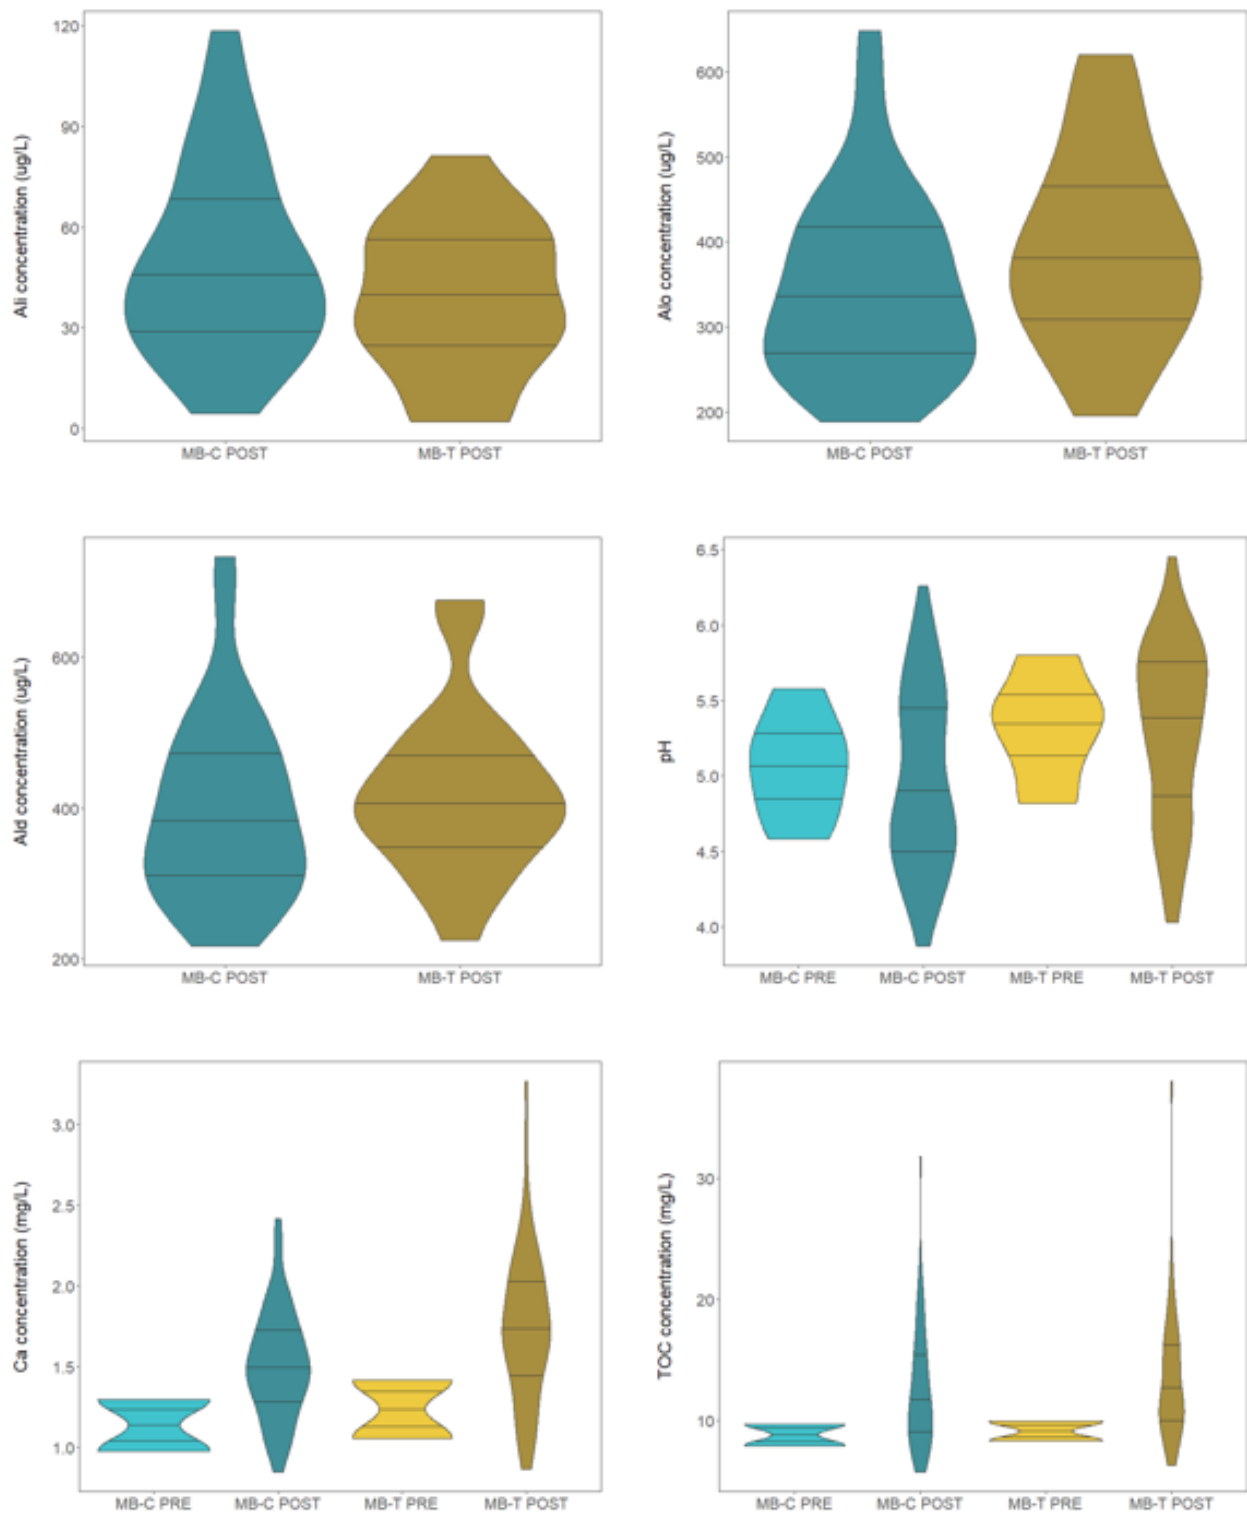 Ali concentration (ug/L)
120
90
60
30
0
MB-C POST MB-T POST
Alo concentration (ug/L)
600
500
400
300
200
MB-C POST MB-T POST
Ald concentration (ug/L)
600
400
200
MB-C POST MB-T POST
pH
6.5
6.0
5.5
5.0
4.5
4.0
MB-C PRE MB-C POST MB-T PRE MB-T POST
Ca concentration (mg/L)
3.0
2.5
2.0
1.5
1.0
MB-C PRE MB-C POST MB-T PRE MB-T POST
TOC concentration (mg/L)
30
20
10
MB-C PRE MB-C POST MB-T PRE MB-T POST